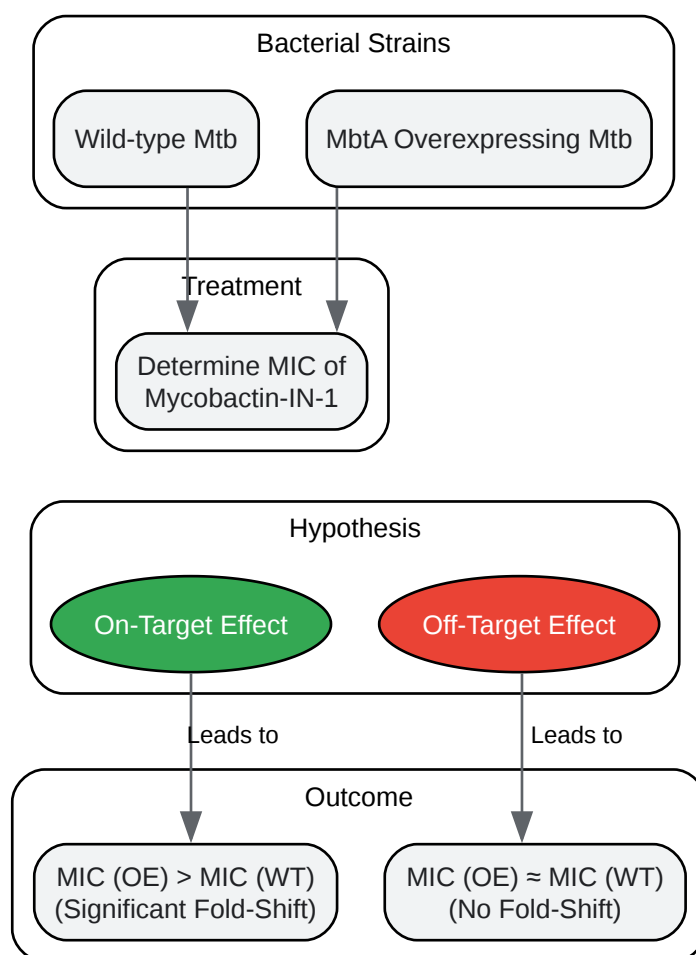 Bacterial Strains
Wild-type Mtb
MbtA Overexpressing Mtb
Treatment
Determine MIC of
Mycobactin-IN-1
Hypothesis
On-Target Effect
Off-Target Effect
Leads to
Leads to
Outcome
MIC (OE) > MIC (WT)
(Significant Fold-Shift)
MIC (OE) ≈ MIC (WT)
(No Fold-Shift)